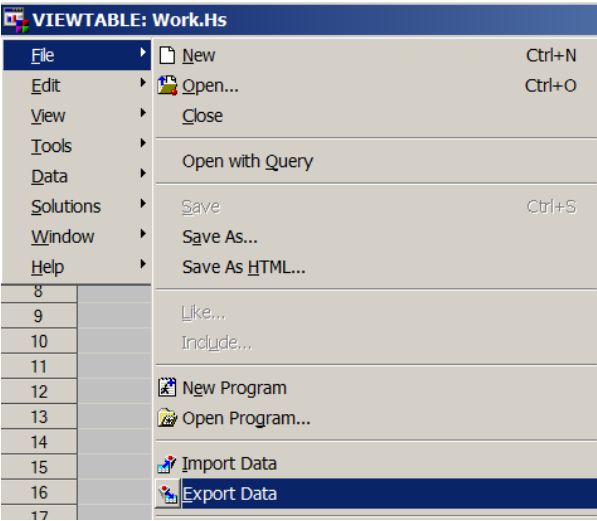 VIEWTABLE: Work.Hs
File
Edit
View
Tools
Data
Solutions
Window
Help
New Ctrl+N
Open... Ctrl+O
Close
Open with Query
Save Ctrl+S
Save As...
Save As HTML...
Like...
Include...
New Program
Open Program...
Import Data
Export Data
8
9
10
11
12
13
14
15
16
17